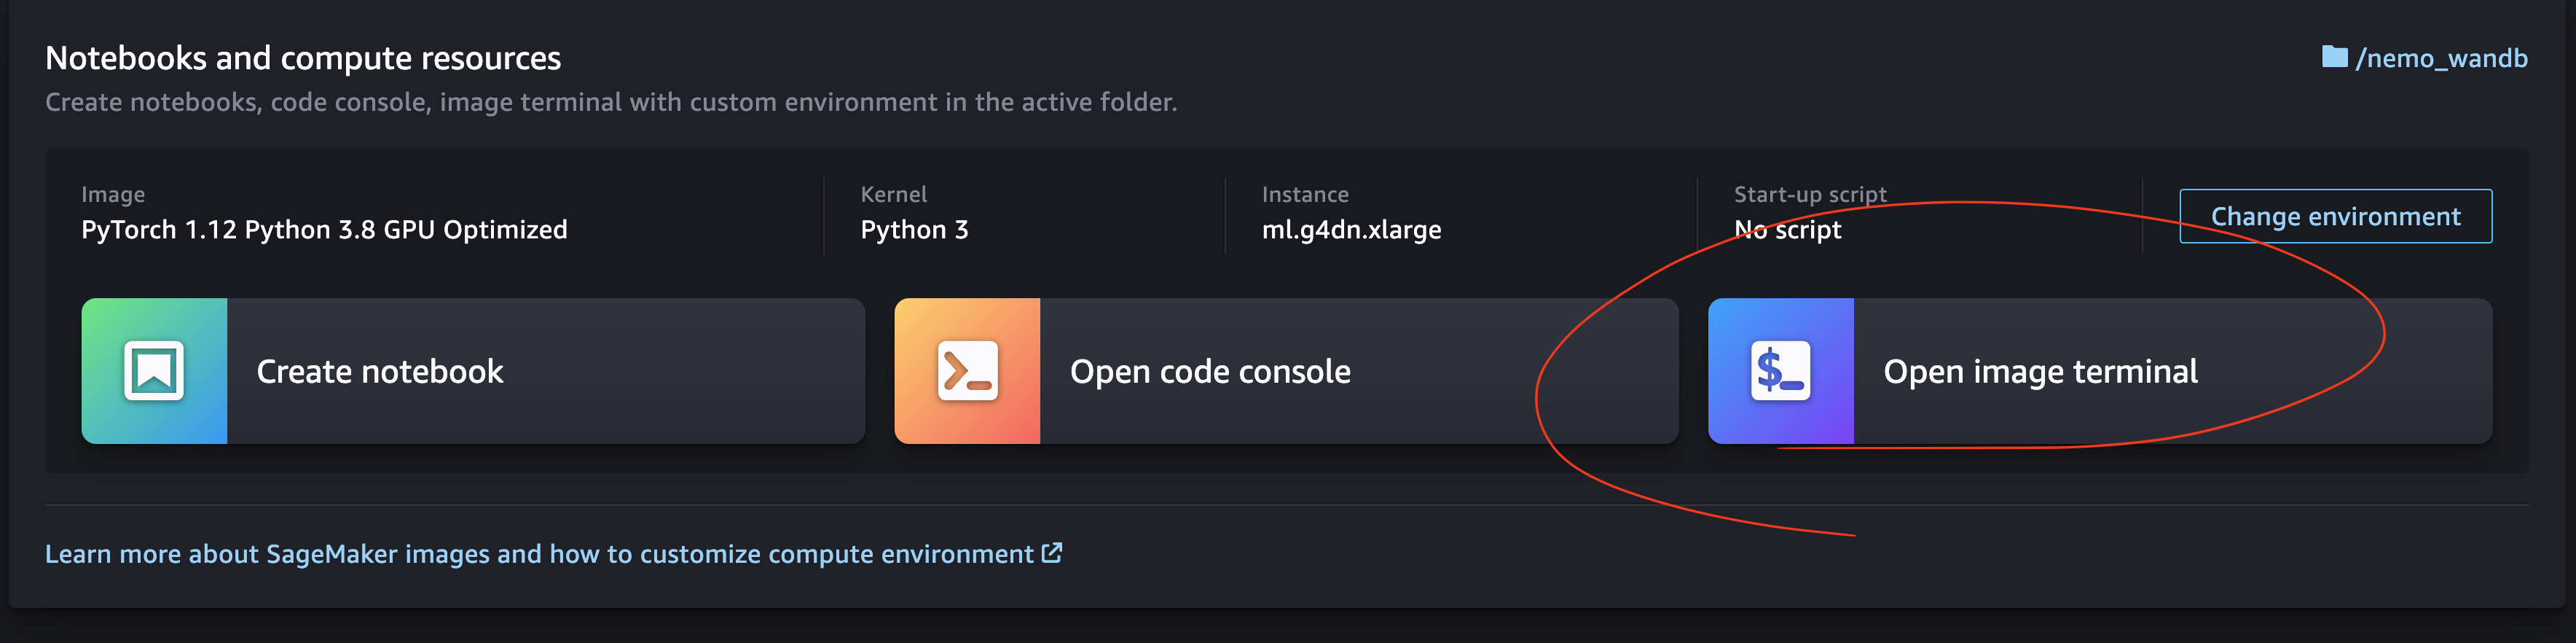 Notebooks and compute resources
/nemo_wandb
Create notebooks, code console, image terminal with custom environment in the active folder.
Image
PyTorch 1.12 Python 3.8 GPU Optimized
Kernel
Python 3
Instance
ml.g4dn.xlarge
Start-up script
No script
Change environment
Create notebook
Open code console
$_
Open image terminal
Learn more about SageMaker images and how to customize compute environment